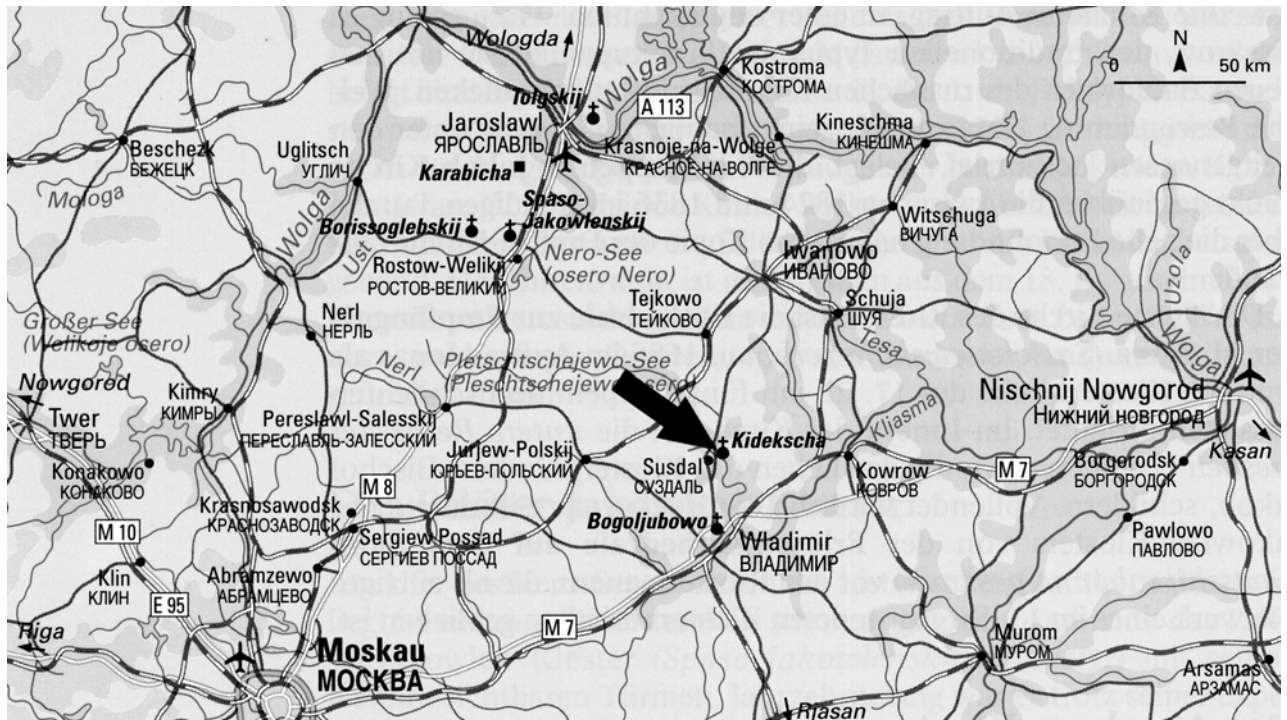 Wologda
N
0 50 km
Wolga
Tolgskij
A 113
Kostroma
КОСТРОМА
Jaroslawl
ЯРОСЛАВЛЬ
Kineschma
КИНЕШМА
Beschezk
БЕЖЕЦК
Uglitsch
УГЛИЧ
Krasnoje-na-Wolge
КРАСНОЕ-НА-ВОЛГЕ
Karabicha
Mologa
Spaso-
Jakowlenskij
Borissoglebskij
Wolga
Ust
Witschuga
ВИЧУГА
Rostow-Welikij
РОСТОВ-ВЕЛИКИЙ
Nero-See
(osero Nero)
Iwanowo
ИВАНОВО
Uzola
Wolga
Nerl
НЕРЛЬ
Tejkowo
ТЕЙКОВО
Schuja
ШУЯ
Tesa
Großer See
(Welikoje osero)
Nerl
Pletschtschejewo-See
(Pleschtschejewo osero)
Nowgorod
Kimry
КИМРЫ
Twer
ТВЕРЬ
Pereslawl-Salesskij
ПЕРЕСЛАВЛЬ-ЗАЛЕССКИЙ
Nischnij Nowgorod
НИЖНИЙ НОВГОРОД
Kljasma
Kidekscha
Jurjew-Polskij
ЮРЬЕВ-ПОЛЬСКИЙ
Susdal
СУЗДАЛЬ
Kowrow
КОВРОВ
M 7
Borgorodsk
БОРГОРОДСК
Kasan
Konakowo
КОНАКОВО
M 8
Krasnosawodsk
КРАСНОЗАВОДСК
Bogoljubowo
Pawlowo
ПАВЛОВО
M 10
Sergiew Possad
СЕРГИЕВ ПОССАД
Wladimir
ВЛАДИМИР
Klin
КЛИН
Abramzewo
АБРАМЦЕВО
E 95
M 7
Riga
Moskau
МОСКВА
Murom
МУРОМ
Arsamas
АРЗАМАС
Rjasan